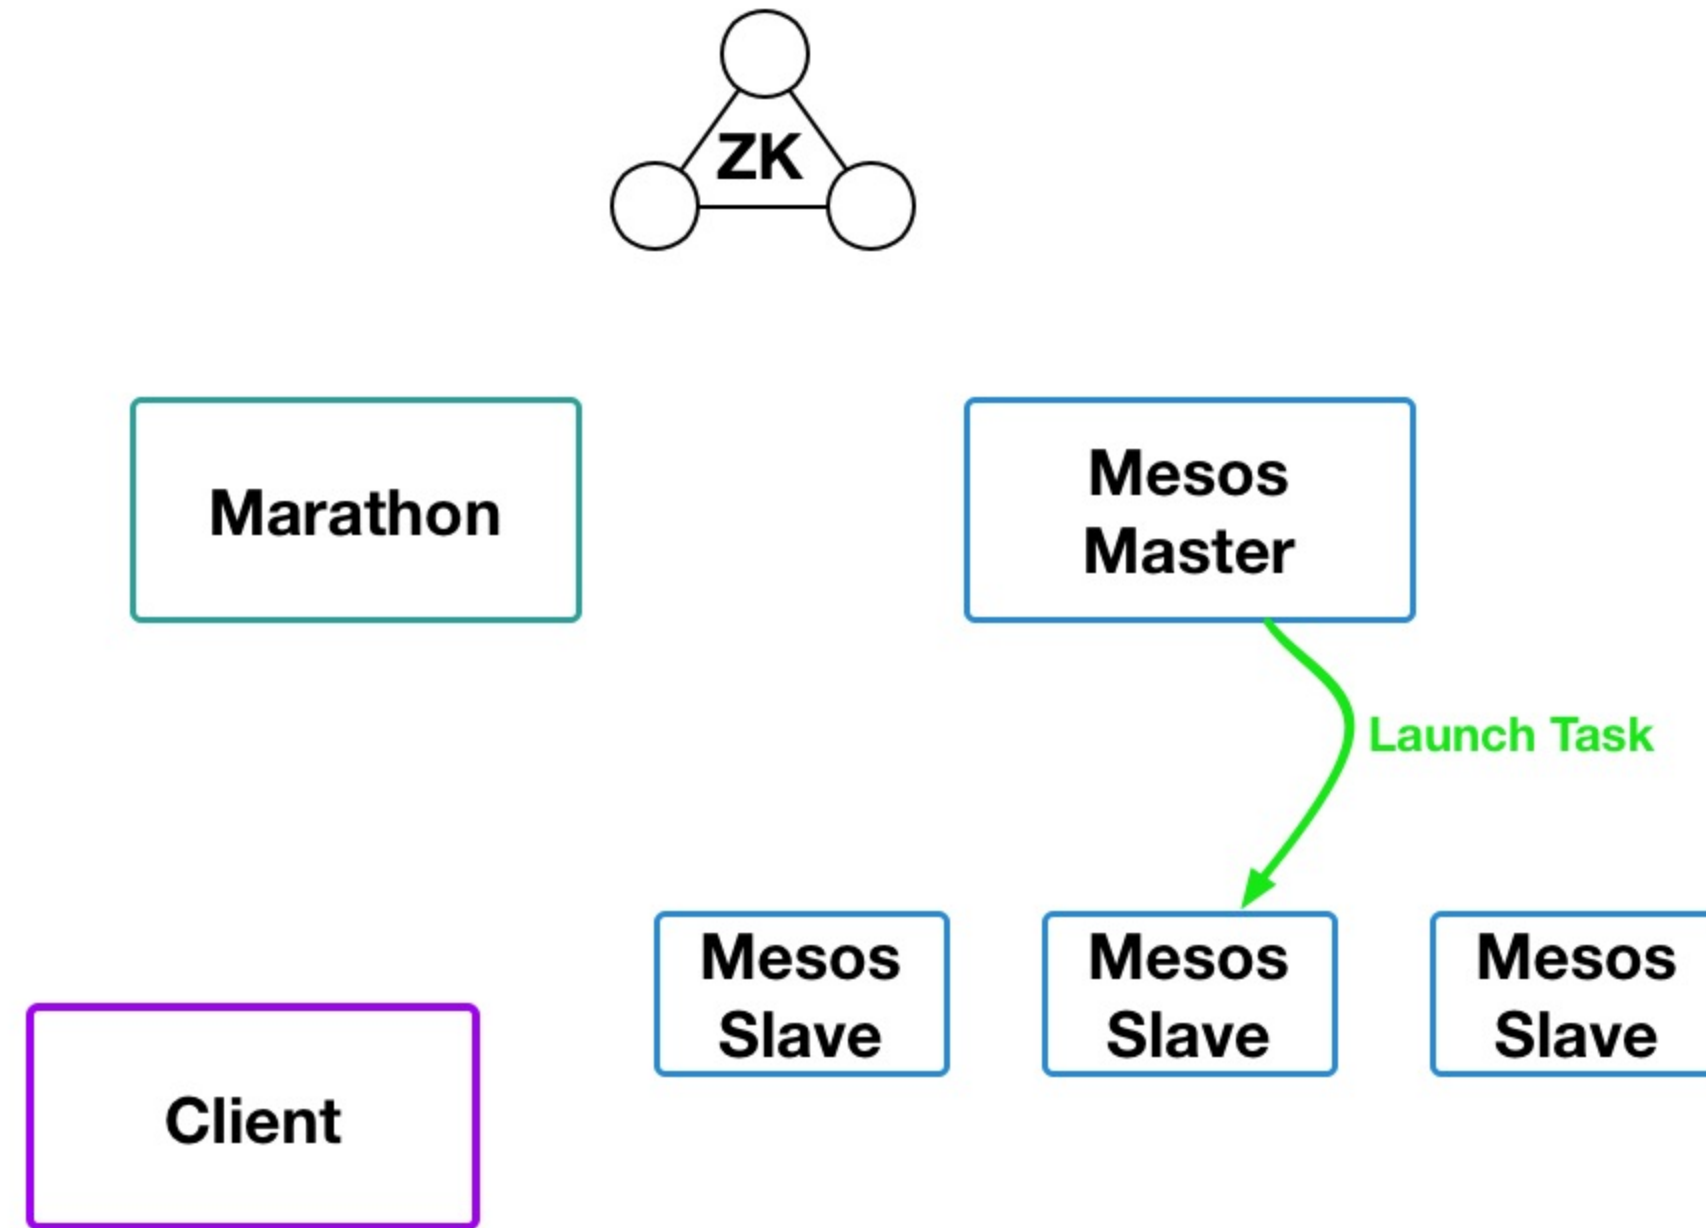 ZK
Marathon
Mesos
Master
Launch Task
Mesos
Slave
Mesos
Slave
Mesos
Slave
Client